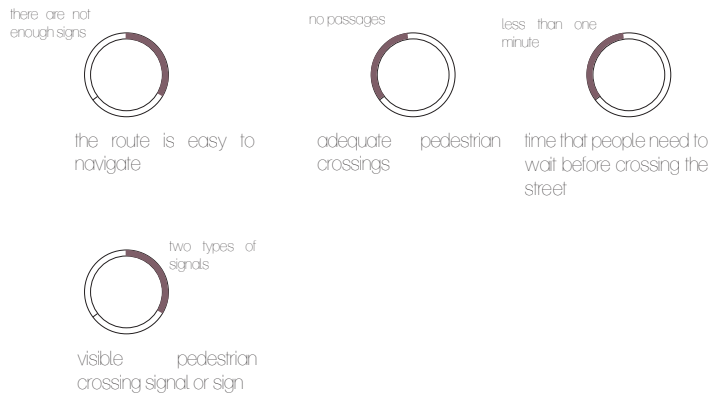 there are not
enough signs
the route is easy to
navigate
no passages
adequate pedestrian
crossings
less than one
minute
time that people need to
wait before crossing the
street
two types of
signals
visible pedestrian
crossing signal or sign